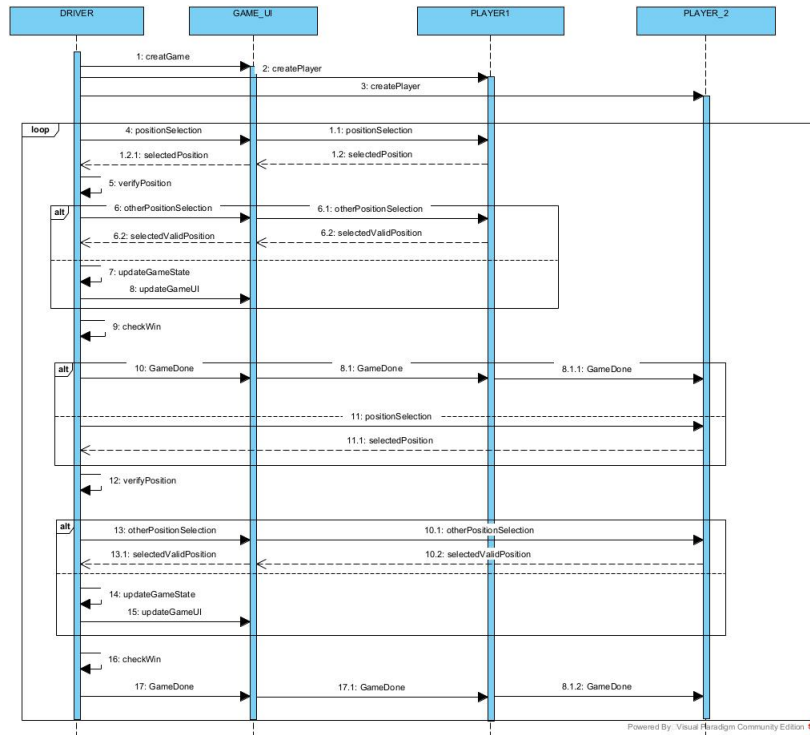 DRIVER GAME_UI PLAYER1 PLAYER_2
1: creatGame
2: createPlayer
3: createPlayer
loop
4: positionSelection 1.1: positionSelection
1.2.1: selectedPosition 1.2: selectedPosition
5: verifyPosition
alt
6: otherPositionSelection 6.1: otherPositionSelection
6.2: selectedValidPosition 6.2: selectedValidPosition
7: updateGameState
8: updateGameUI
9: checkWin
alt
10: GameDone 8.1: GameDone 8.1.1: GameDone
11: positionSelection
11.1: selectedPosition
12: verifyPosition
alt
13: otherPositionSelection 10.1: otherPositionSelection
13.1: selectedValidPosition 10.2: selectedValidPosition
14: updateGameState
15: updateGameUI
16: checkWin
17: GameDone 17.1: GameDone 8.1.2: GameDone
Powered By: Visual Paradigm Community Edition